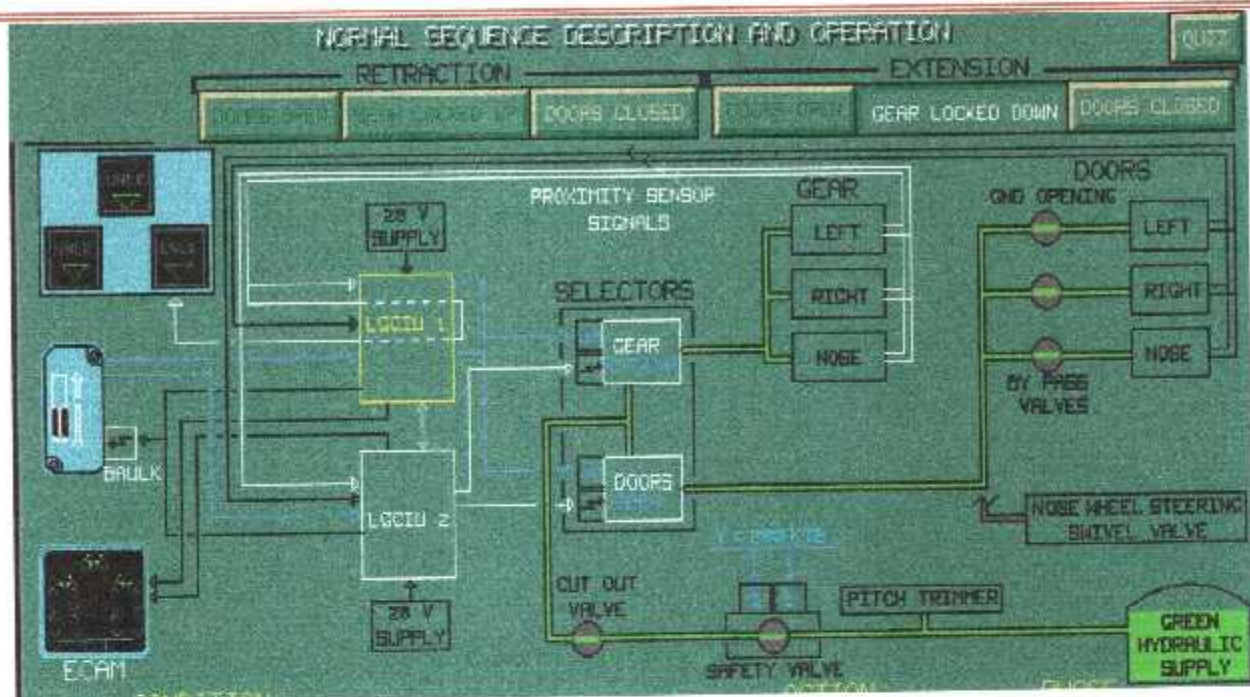 NORMAL SEQUENCE DESCRIPTION AND OPERATION
QUIZ
RETRACTION
EXTENSION
DOORS CLOSED
GEAR LOCKED DOWN
DOORS CLOSED
PROXIMITY SENSOR
SIGNALS
GEAR
DOORS
GND OPENING
28 V
SUPPLY
LEFT
LEFT
SELECTORS
RIGHT
RIGHT
LGCIU 1
GEAR
NOSE
NOSE
BY PASS
VALVES
BAULK
DOORS
LGCIU 2
NOSE WHEEL STEERING
SWIVEL VALVE
CUT OUT
VALVE
PITCH TRIMMER
28 V
SUPPLY
GREEN
HYDRAULIC
SUPPLY
SAFETY VALVE
ECAM